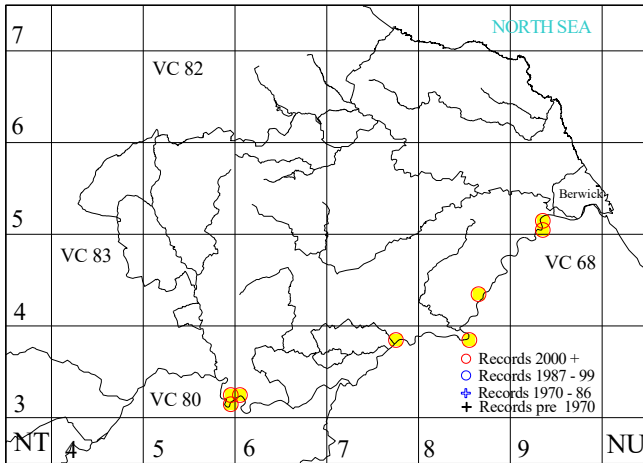 NORTH SEA
7
VC 82
6
Berwick
5
VC 83
VC 68
4
Records 2000 +
Records 1987 - 99
Records 1970 - 86
Records pre 1970
VC 80
3
NT 4 5 6 7 8 9 NU